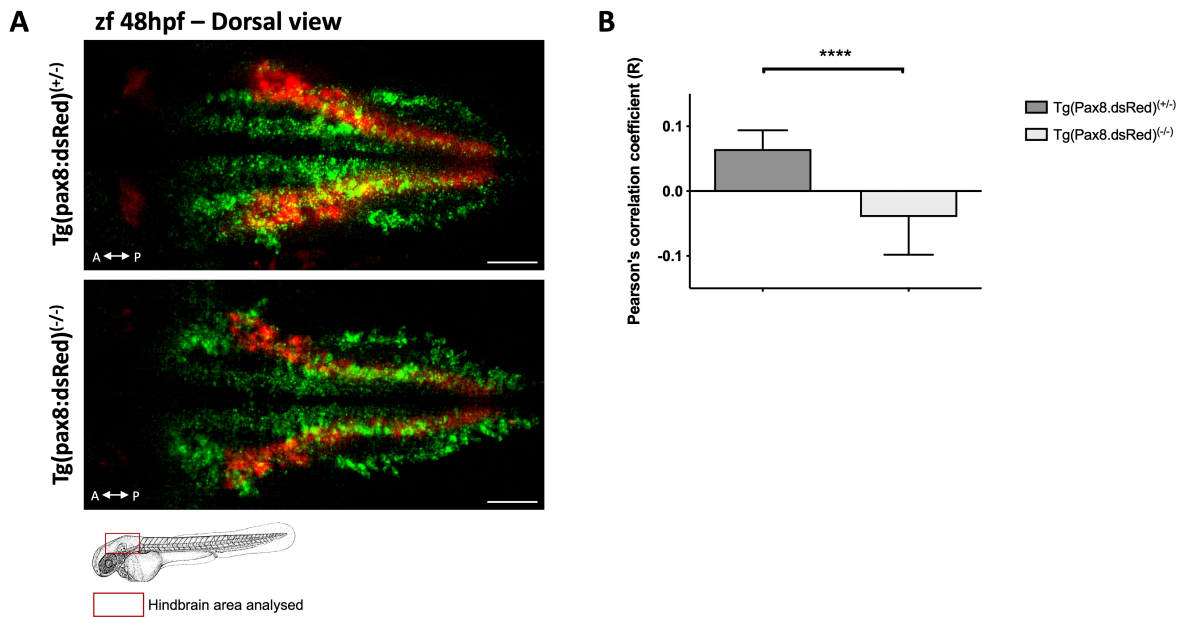 A
zf 48hpf – Dorsal view
Tg(pax8:dsRed)(+/-)
A P
Tg(pax8:dsRed)(-/-)
A P
Hindbrain area analysed
B
****
Pearson's correlation coefficient (R)
0.1
0.0
-0.1
Tg(Pax8.dsRed)(+/-)
Tg(Pax8.dsRed)(-/-)